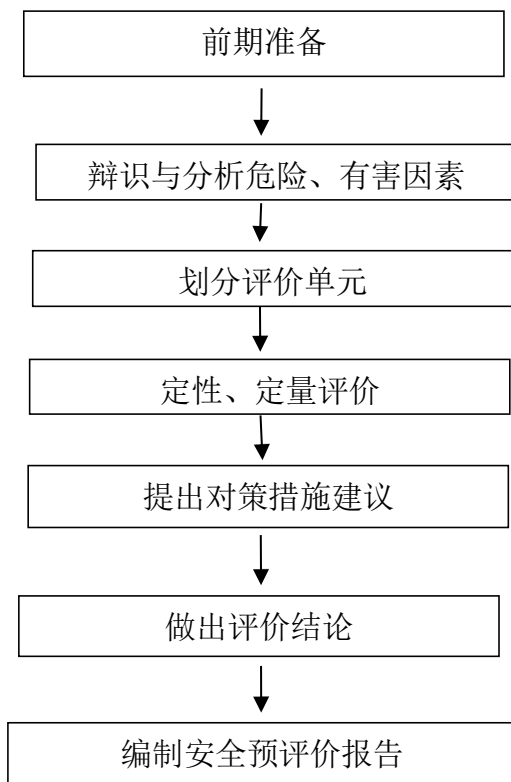 前期准备
辩识与分析危险、有害因素
划分评价单元
定性、定量评价
提出对策措施建议
做出评价结论
编制安全预评价报告